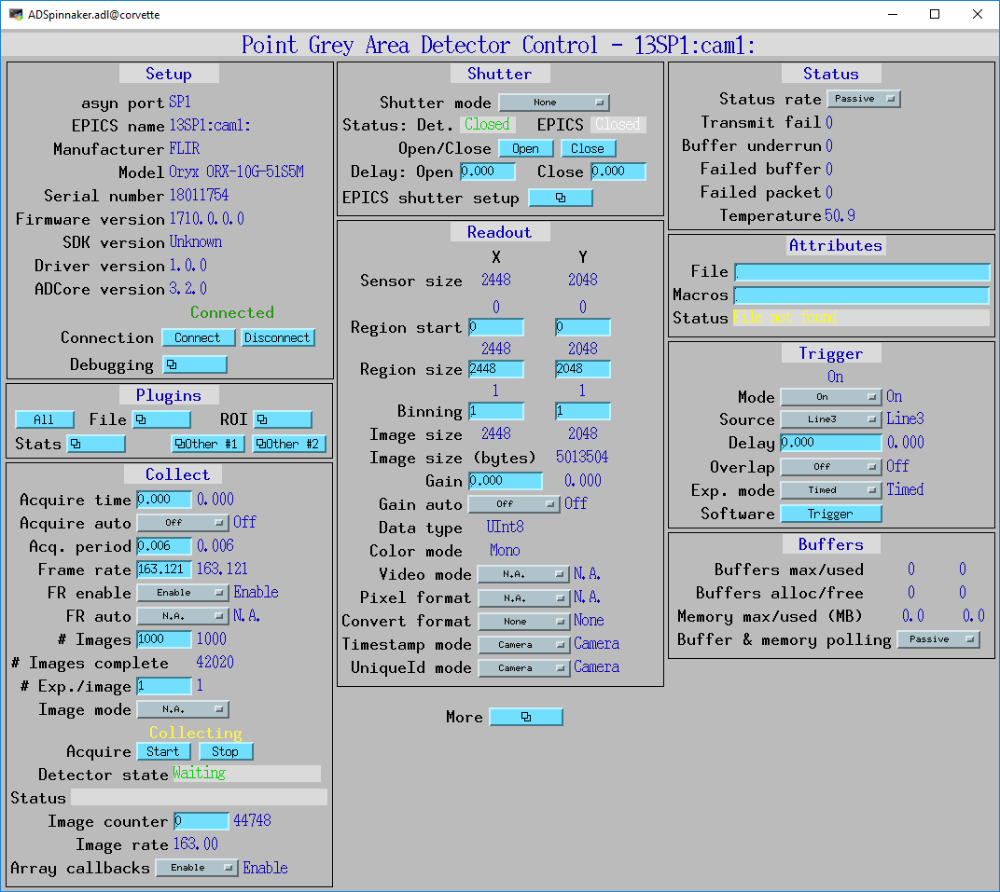 ADSpinnaker.adl@corvette
Point Grey Area Detector Control - 13SP1:cam1:
Setup
asyn port SP1
EPICS name 13SP1:cam1:
Manufacturer FLIR
Model Oryx ORX-10G-51S5M
Serial number 18011754
Firmware version 1710.0.0.0
SDK version Unknown
Driver version 1.0.0
ADCore version 3.2.0
Connected
Connection Connect Disconnect
Debugging
Plugins
All File ROI
Stats Other #1 Other #2
Collect
Acquire time 0.000 0.000
Acquire auto Off Off
Acq. period 0.006 0.006
Frame rate 163.121 163.121
FR enable Enable Enable
FR auto N.A. N.A.
# Images 1000 1000
# Images complete 42020
# Exp./image 1 1
Image mode N.A.
Collecting
Acquire Start Stop
Detector state Waiting
Status
Image counter 0 44748
Image rate 163.00
Array callbacks Enable Enable
Shutter
Shutter mode None
Status: Det. Closed EPICS Closed
Open/Close Open Close
Delay: Open 0.000 Close 0.000
EPICS shutter setup
Readout
X Y
Sensor size 2448 2048
0 0
Region start 0 0
2448 2048
Region size 2448 2048
1 1
Binning 1 1
Image size 2448 2048
Image size (bytes) 5013504
Gain 0.000 0.000
Gain auto Off Off
Data type UInt8
Color mode Mono
Video mode N.A. N.A.
Pixel format N.A. N.A.
Convert format None None
Timestamp mode Camera Camera
UniqueId mode Camera Camera
More
Status
Status rate Passive
Transmit fail 0
Buffer underrun 0
Failed buffer 0
Failed packet 0
Temperature 50.9
Attributes
File
Macros
Status File not found
Trigger
On
Mode On On
Source Line3 Line3
Delay 0.000 0.000
Overlap Off Off
Exp. mode Timed Timed
Software Trigger
Buffers
Buffers max/used 0 0
Buffers alloc/free 0 0
Memory max/used (MB) 0.0 0.0
Buffer & memory polling Passive